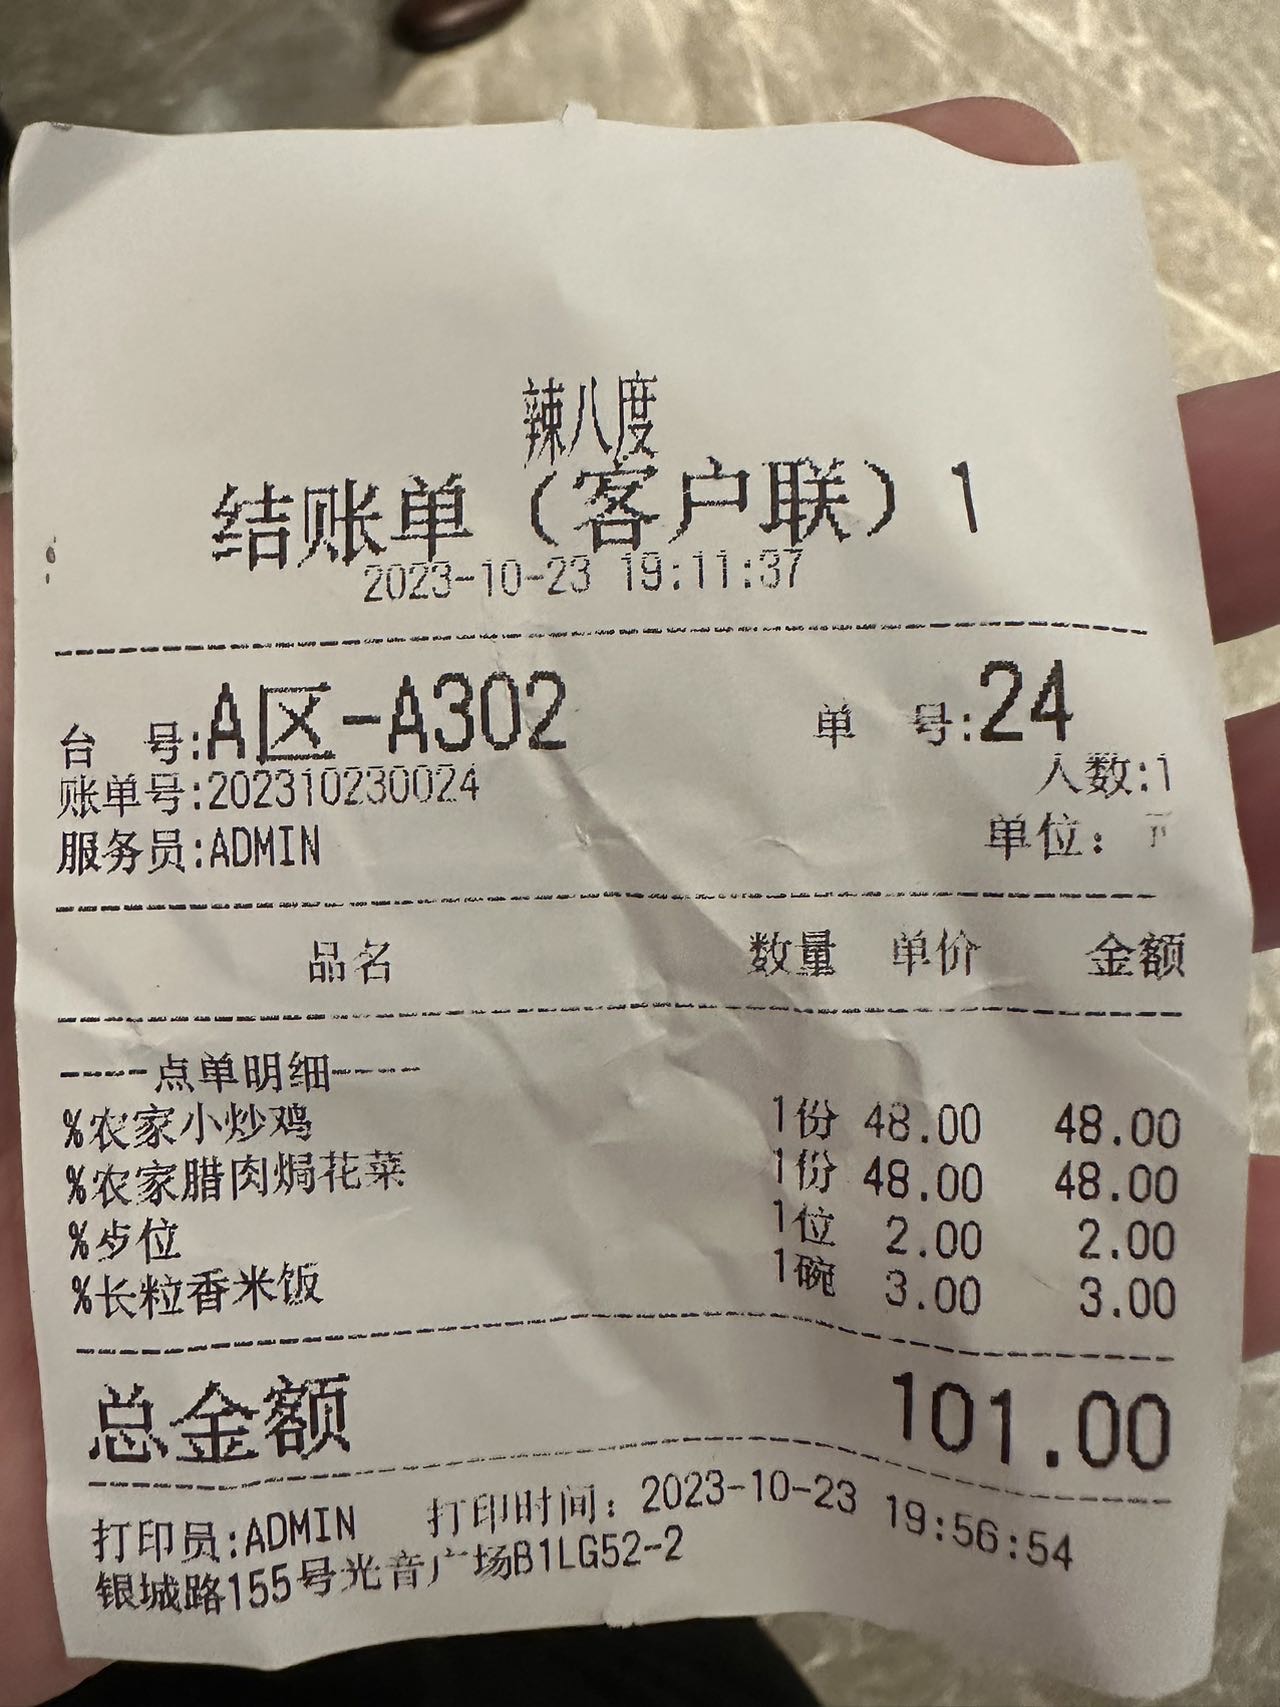 辣八度
结账单（客户联）1
2023-10-23 19:11:37
台 号:A区-A302 单 号:24
账单号:202310230024 人数:1
服务员:ADMIN 单位:
品名 数量 单价 金额
----点单明细----
%农家小炒鸡 1份 48.00 48.00
%农家腊肉焗花菜 1份 48.00 48.00
%歩位 1位 2.00 2.00
%长粒香米饭 1碗 3.00 3.00
总金额 101.00
打印员:ADMIN 打印时间: 2023-10-23 19:56:54
银城路155号光音广场B1LG52-2